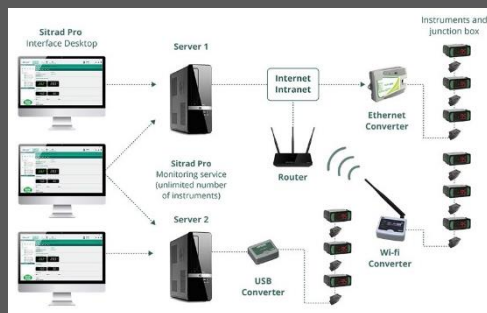 Sitrad Pro
Interface Desktop
Server 1
Internet
Intranet
Instruments and
junction box
Ethernet
Converter
Router
Sitrad Pro
Monitoring service
(unlimited number
of instruments)
Server 2
USB
Converter
Wi-fi
Converter